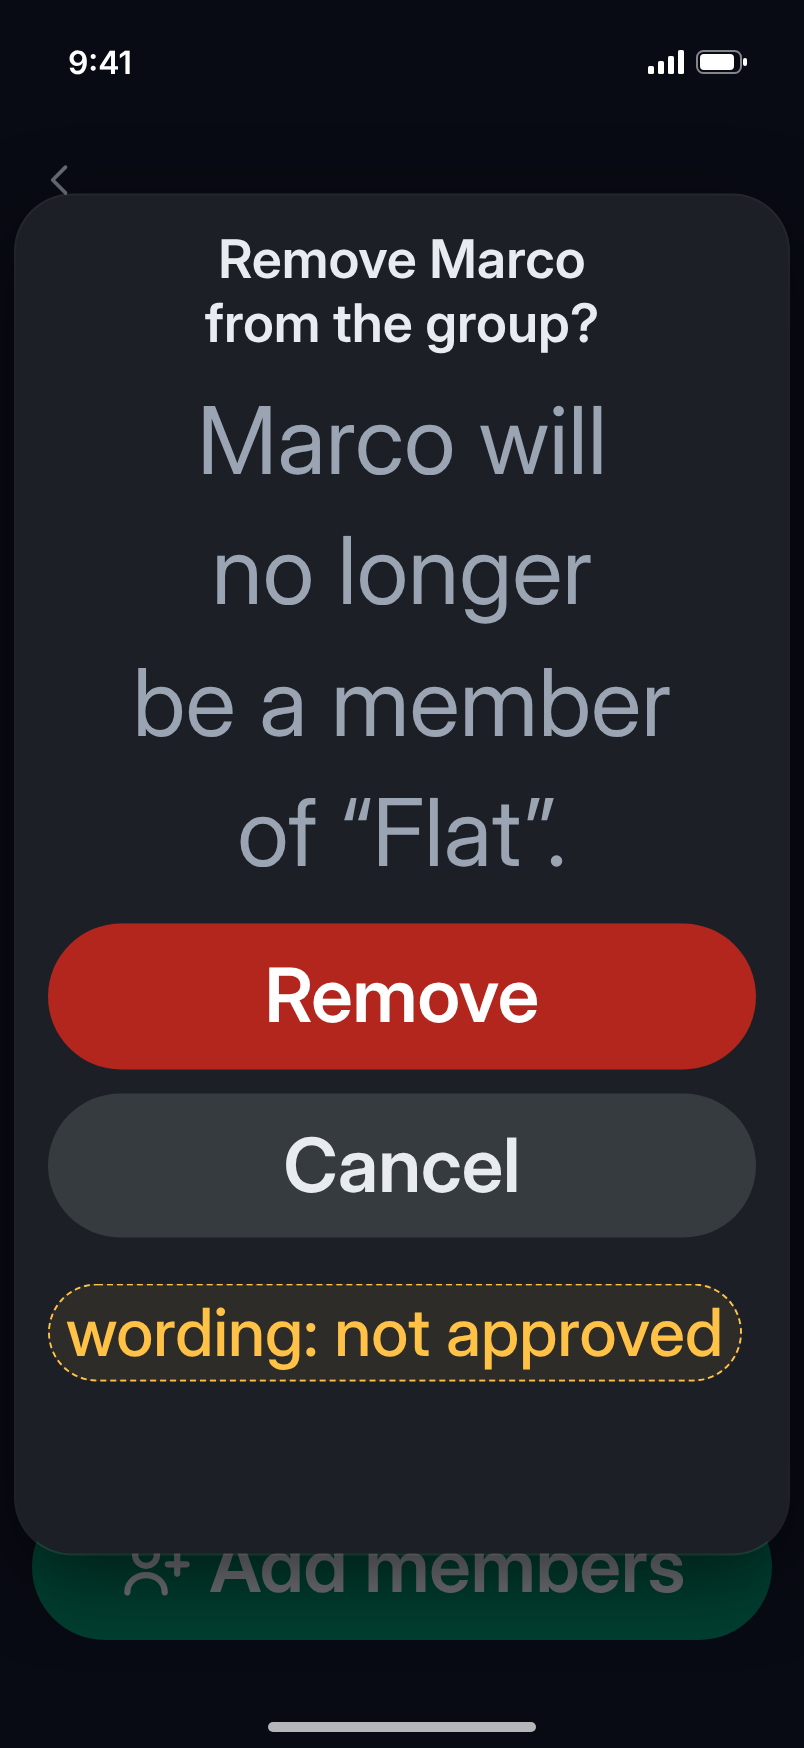 9:41
Remove Marco
from the group?
Marco will
no longer
be a member
of “Flat”.
Remove
Cancel
wording: not approved
Add members